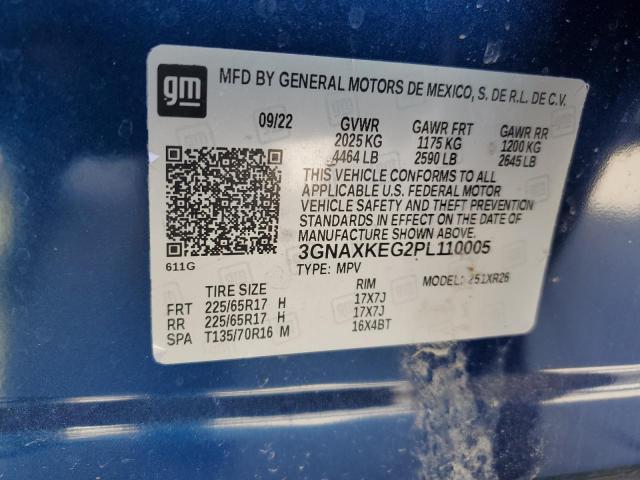 gm
MFD BY GENERAL MOTORS DE MEXICO, S. DE R.L. DE C.V.
09/22 GVWR GAWR FRT GAWR RR
2025 KG 1175 KG 1200 KG
4464 LB 2590 LB 2645 LB
THIS VEHICLE CONFORMS TO ALL
APPLICABLE U.S. FEDERAL MOTOR
VEHICLE SAFETY AND THEFT PREVENTION
STANDARDS IN EFFECT ON THE DATE OF
MANUFACTURE SHOWN ABOVE.
3GNAXKEG2PL110005
611G
TYPE: MPV MODEL: 251XR26
TIRE SIZE RIM
FRT 225/65R17 H 17X7J
RR 225/65R17 H 17X7J
SPA T135/70R16 M 16X4BT